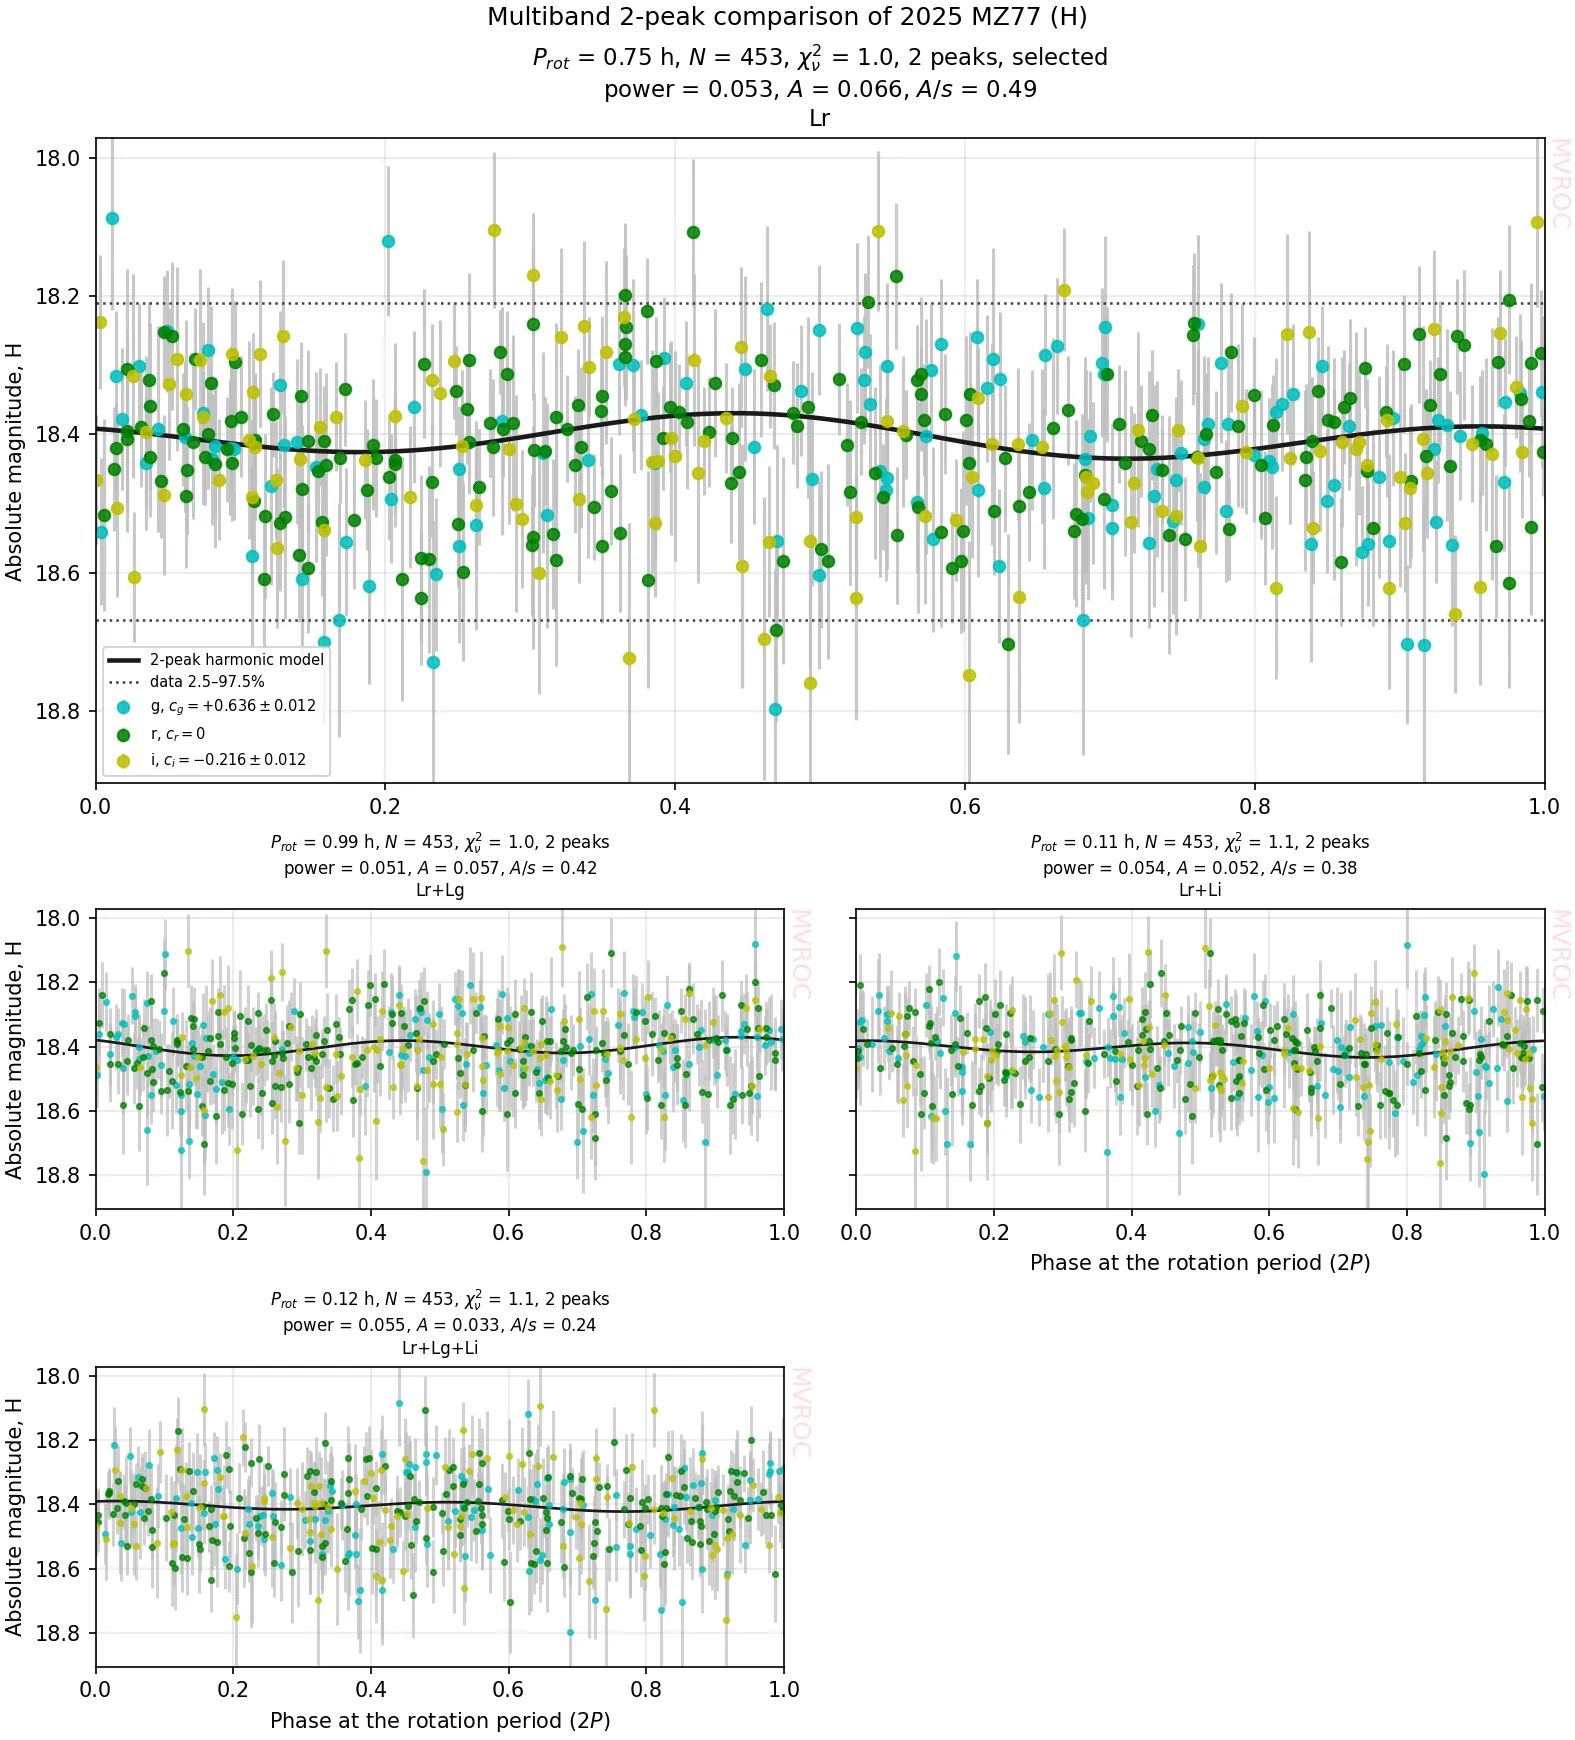 Multiband 2-peak comparison of 2025 MZ77 (H)
P_rot = 0.75 h, N = 453, χ²_ν = 1.0, 2 peaks, selected
power = 0.053, A = 0.066, A/s = 0.49
Lr
18.0
18.2
18.4
18.6
18.8
Absolute magnitude, H
MVROC
2-peak harmonic model
data 2.5–97.5%
g, c_g = +0.636 ± 0.012
r, c_r = 0
i, c_i = −0.216 ± 0.012
0.0 0.2 0.4 0.6 0.8 1.0
P_rot = 0.99 h, N = 453, χ²_ν = 1.0, 2 peaks
power = 0.051, A = 0.057, A/s = 0.42
Lr+Lg
18.0
18.2
18.4
18.6
18.8
Absolute magnitude, H
MVROC
0.0 0.2 0.4 0.6 0.8 1.0
P_rot = 0.11 h, N = 453, χ²_ν = 1.1, 2 peaks
power = 0.054, A = 0.052, A/s = 0.38
Lr+Li
MVROC
0.0 0.2 0.4 0.6 0.8 1.0
Phase at the rotation period (2P)
P_rot = 0.12 h, N = 453, χ²_ν = 1.1, 2 peaks
power = 0.055, A = 0.033, A/s = 0.24
Lr+Lg+Li
18.0
18.2
18.4
18.6
18.8
Absolute magnitude, H
MVROC
0.0 0.2 0.4 0.6 0.8 1.0
Phase at the rotation period (2P)